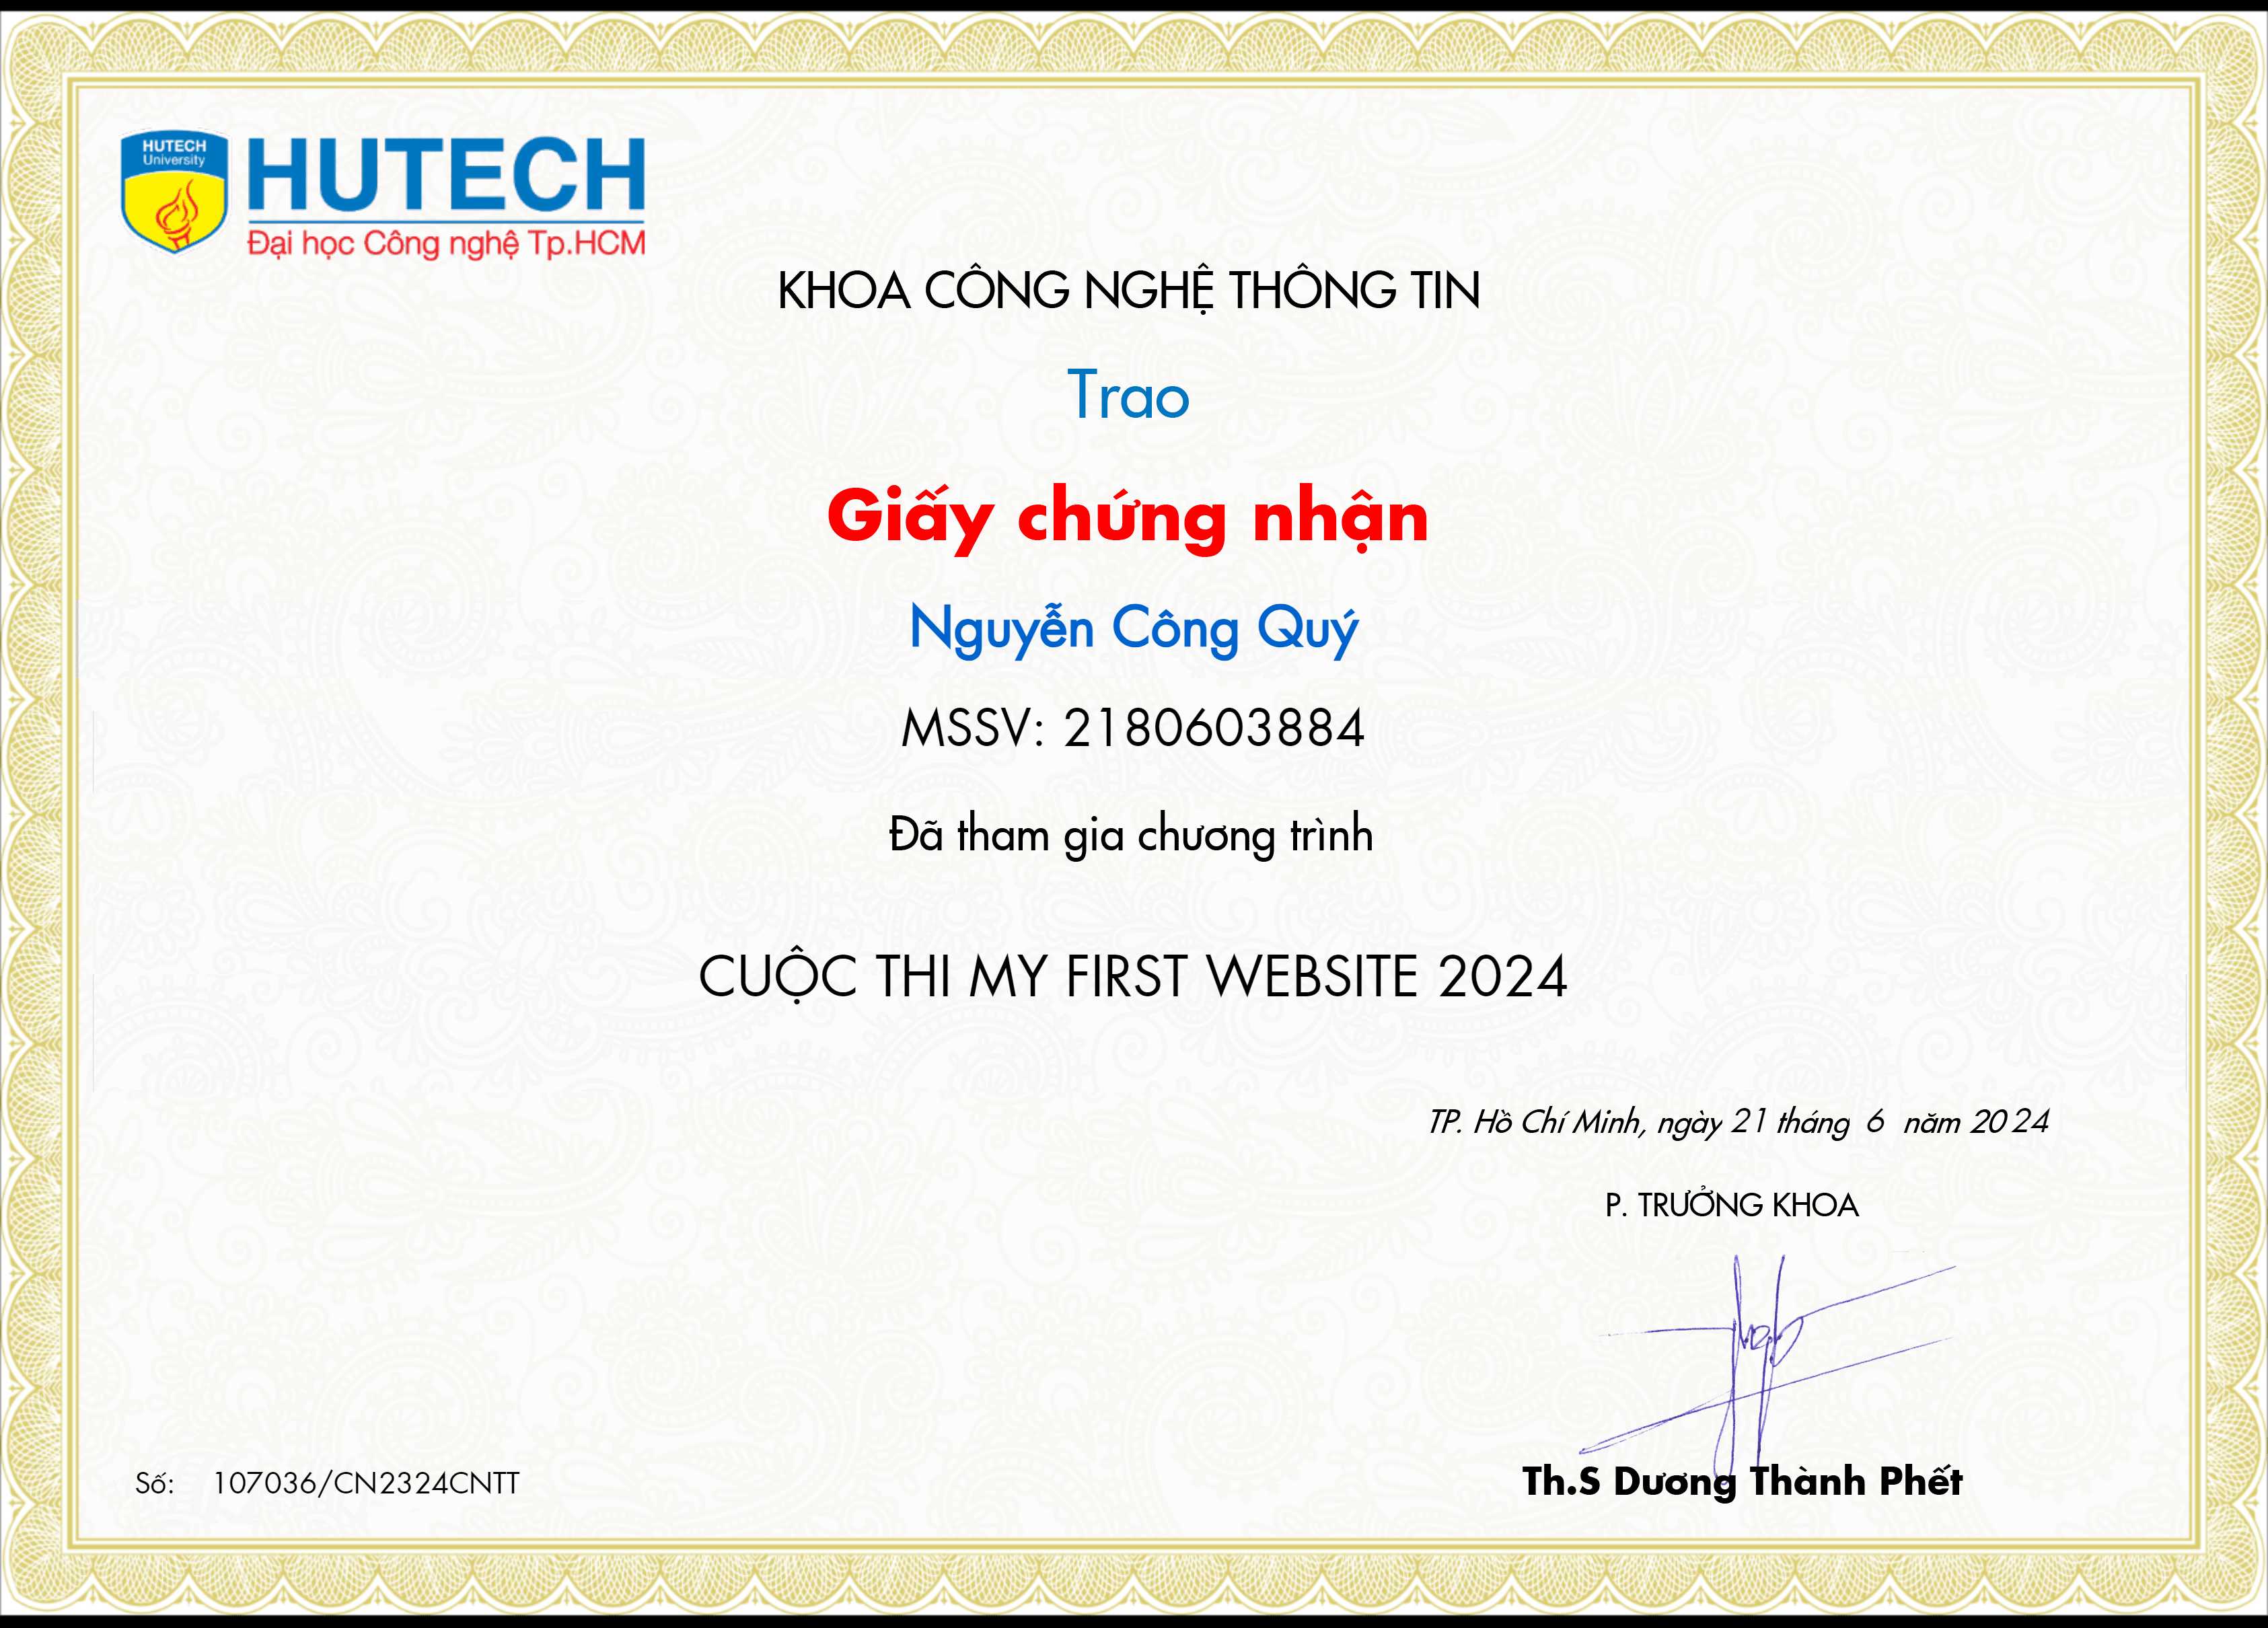 HUTECH
University
HUTECH
Đại học Công nghệ Tp.HCM
KHOA CÔNG NGHỆ THÔNG TIN
Trao
Giấy chứng nhận
Nguyễn Công Quý
MSSV: 2180603884
Đã tham gia chương trình
CUỘC THI MY FIRST WEBSITE 2024
TP. Hồ Chí Minh, ngày 21 tháng 6 năm 2024
P. TRƯỞNG KHOA
Th.S Dương Thành Phết
Số: 107036/CN2324CNTT